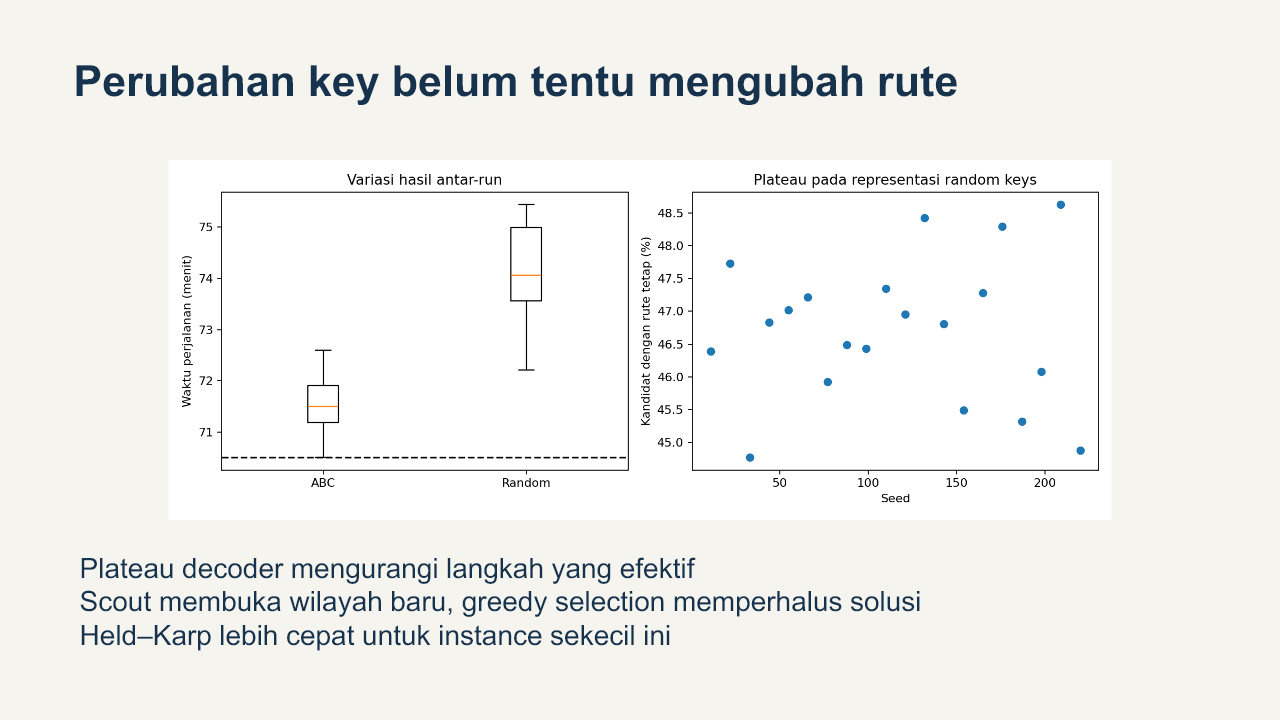 Perubahan key belum tentu mengubah rute
Variasi hasil antar-run
Waktu perjalanan (menit)
75
74
73
72
71
ABC
Random
Plateau pada representasi random keys
Kandidat dengan rute tetap (%)
48.5
48.0
47.5
47.0
46.5
46.0
45.5
45.0
50
100
150
200
Seed
Plateau decoder mengurangi langkah yang efektif
Scout membuka wilayah baru, greedy selection memperhalus solusi
Held–Karp lebih cepat untuk instance sekecil ini